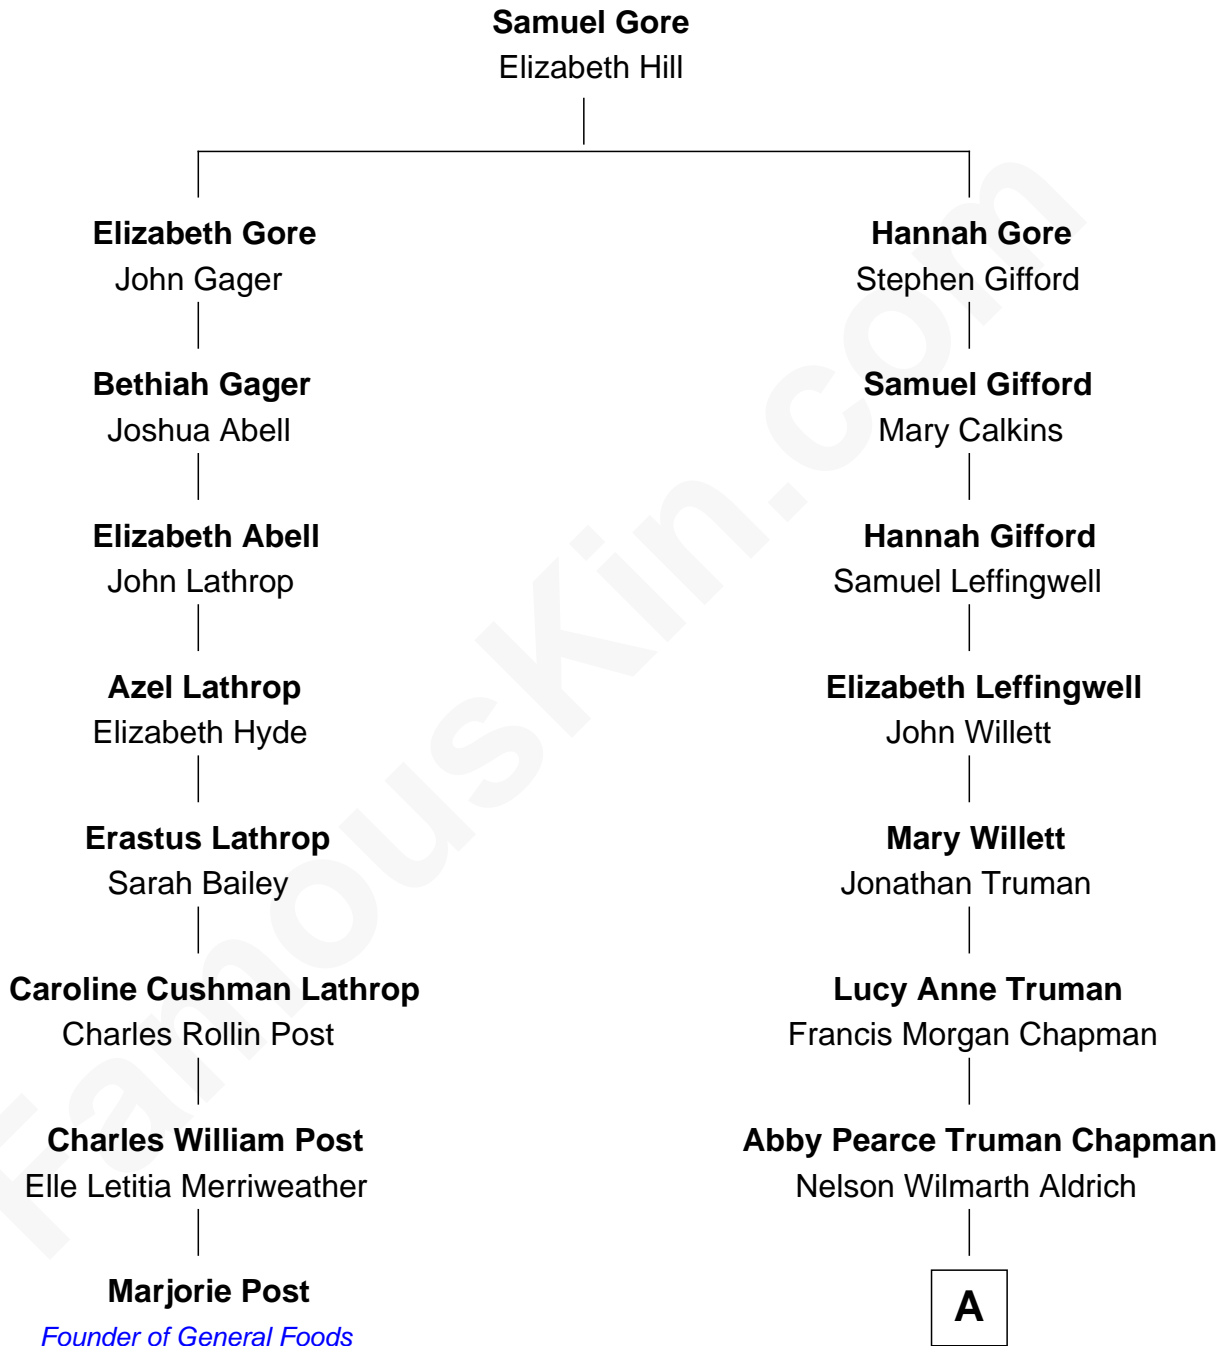 Samuel Gore
Elizabeth Hill
Elizabeth Gore
John Gager
Bethiah Gager
Joshua Abell
Elizabeth Abell
John Lathrop
Azel Lathrop
Elizabeth Hyde
Erastus Lathrop
Sarah Bailey
Caroline Cushman Lathrop
Charles Rollin Post
Charles William Post
Elle Letitia Merriweather
Marjorie Post
Founder of General Foods
Hannah Gore
Stephen Gifford
Samuel Gifford
Mary Calkins
Hannah Gifford
Samuel Leffingwell
Elizabeth Leffingwell
John Willett
Mary Willett
Jonathan Truman
Lucy Anne Truman
Francis Morgan Chapman
Abby Pearce Truman Chapman
Nelson Wilmarth Aldrich
A
FamousKin.com